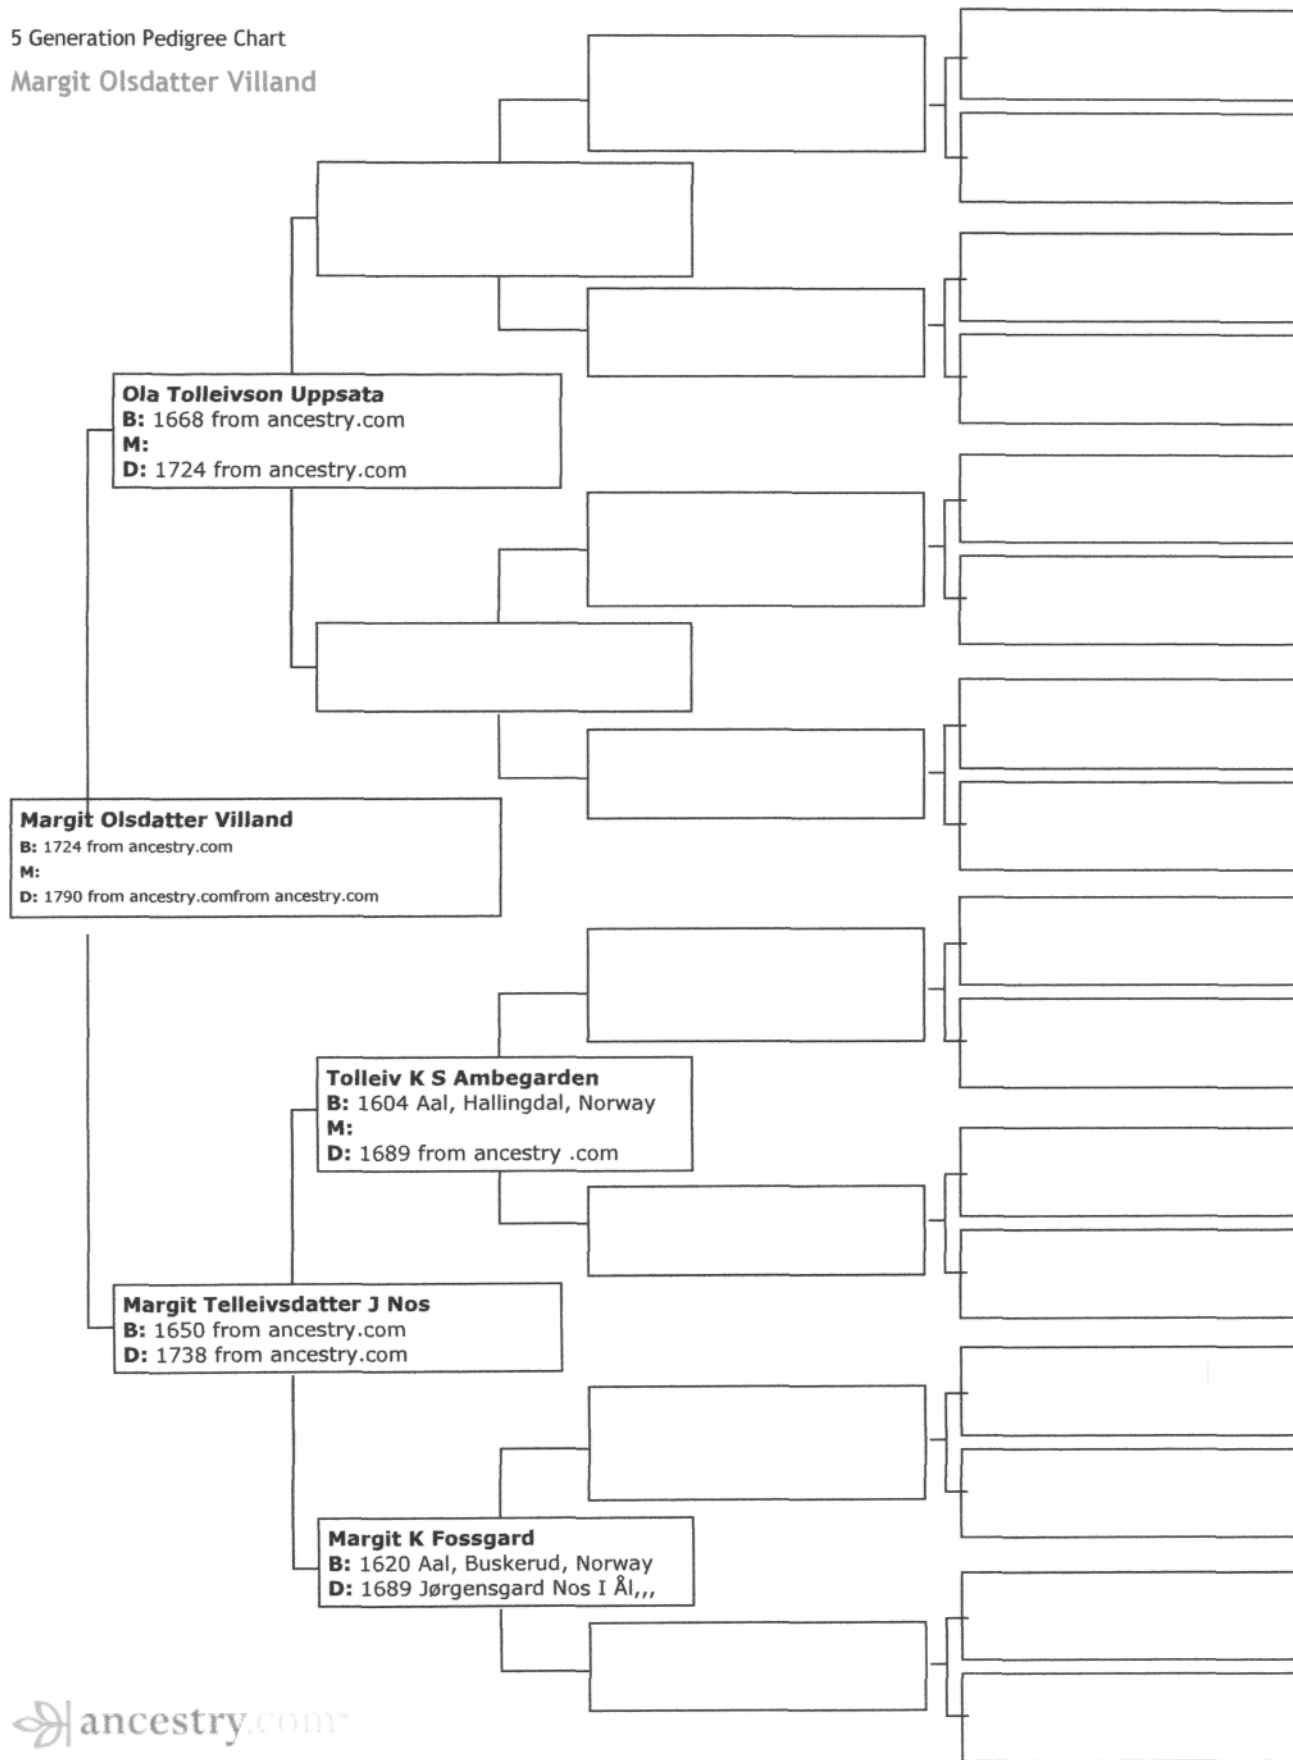 5 Generation Pedigree Chart
Margit Olsdatter Villand
Ola Tolleivson Uppsata
B: 1668 from ancestry.com
M:
D: 1724 from ancestry.com
Margit Olsdatter Villand
B: 1724 from ancestry.com
M:
D: 1790 from ancestry.comfrom ancestry.com
Tolleiv K S Ambegarden
B: 1604 Aal, Hallingdal, Norway
M:
D: 1689 from ancestry .com
Margit Telleivsdatter J Nos
B: 1650 from ancestry.com
D: 1738 from ancestry.com
Margit K Fossgard
B: 1620 Aal, Buskerud, Norway
D: 1689 Jørgensgard Nos I Ål,,,
ancestry.com